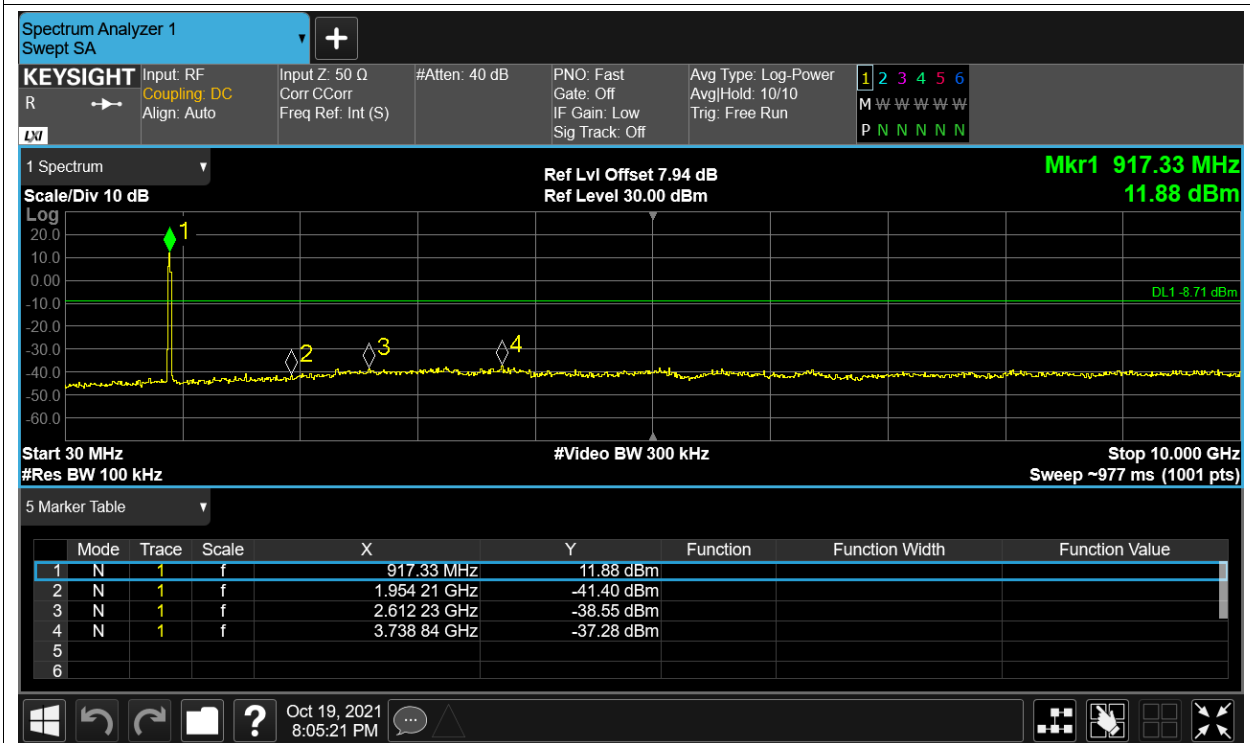 Spectrum Analyzer 1
Swept SA
+
KEYSIGHT Input: RF Input Z: 50 Ω #Atten: 40 dB PNO: Fast Avg Type: Log-Power 1 2 3 4 5 6
R Coupling: DC Corr CCorr Gate: Off Avg|Hold: 10/10 M W W W W W
Align: Auto Freq Ref: Int (S) IF Gain: Low Trig: Free Run
LXI Sig Track: Off P N N N N N
1 Spectrum
Ref Lvl Offset 7.94 dB Mkr1 917.33 MHz
Scale/Div 10 dB Ref Level 30.00 dBm 11.88 dBm
Log
20.0
1
10.0
0.00
DL1 -8.71 dBm
-10.0
-20.0
-30.0
2 3 4
-40.0
-50.0
-60.0
Start 30 MHz #Video BW 300 kHz Stop 10.000 GHz
#Res BW 100 kHz Sweep ~977 ms (1001 pts)
5 Marker Table
Mode Trace Scale X Y Function Function Width Function Value
1 N 1 f 917.33 MHz 11.88 dBm
2 N 1 f 1.954 21 GHz -41.40 dBm
3 N 1 f 2.612 23 GHz -38.55 dBm
4 N 1 f 3.738 84 GHz -37.28 dBm
5
6
? Oct 19, 2021
8:05:21 PM